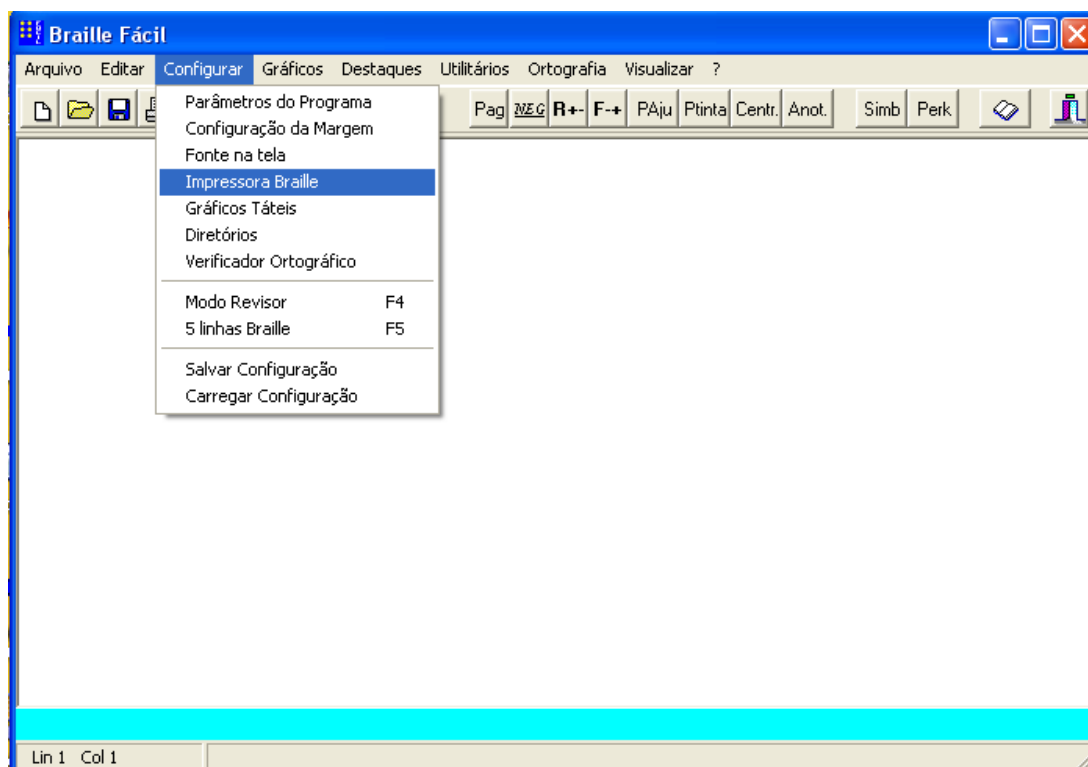 Braille Fácil
Arquivo Editar Configurar Gráficos Destaques Utilitários Ortografia Visualizar ?
Pag NEG R+- F-+ PAju Ptinta Centr. Anot. Simb Perk
Parâmetros do Programa
Configuração da Margem
Fonte na tela
Impressora Braille
Gráficos Táteis
Diretórios
Verificador Ortográfico
Modo Revisor F4
5 linhas Braille F5
Salvar Configuração
Carregar Configuração
Lin 1 Col 1